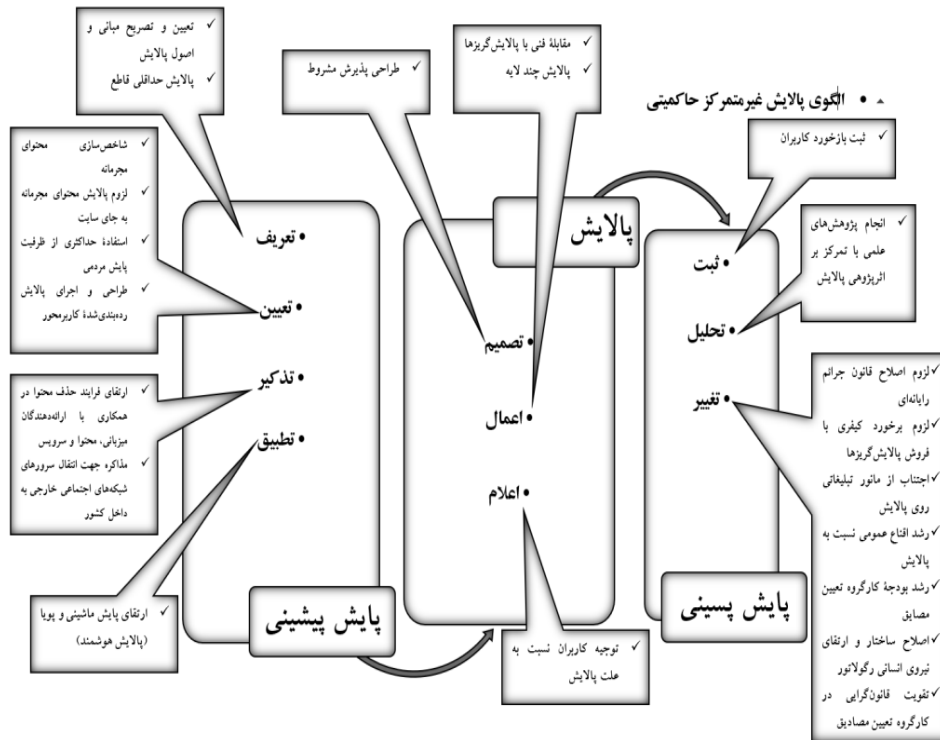 • الگوی پالایش غیرمتمرکز حاکمیتی
✓ تعیین و تصریح مبانی و
اصول پالایش
✓ پالایش حداقلی قاطع
✓ شاخص‌سازی محتوای
مجرمانه
✓ لزوم پالایش محتوای مجرمانه
به جای سایت
✓ استفادهٔ حداکثری از ظرفیت
پایش مردمی
✓ طراحی و اجرای پالایش
رده‌بندی‌شدهٔ کاربرمحور
✓ ارتقای فرایند حذف محتوا در
همکاری با ارائه‌دهندگان
میزبانی، محتوا و سرویس
✓ مذاکره جهت انتقال سرورهای
شبکه‌های اجتماعی خارجی به
داخل کشور
✓ ارتقای پایش ماشینی و پویا
(پالایش هوشمند)
• تعریف
• تعیین
• تذکیر
• تطبیق
پایش پیشینی
✓ طراحی پذیرش مشروط
✓ مقابلهٔ فنی با پالایش‌گریزها
✓ پالایش چند لایه
پالایش
• تصمیم
• اعمال
• اعلام
✓ توجیه کاربران نسبت به
علت پالایش
✓ ثبت بازخورد کاربران
✓ انجام پژوهش‌های
علمی با تمرکز بر
اثرپژوهی پالایش
• ثبت
• تحلیل
• تغییر
پایش پسینی
✓ لزوم اصلاح قانون جرائم
رایانه‌ای
✓ لزوم برخورد کیفری با
فروش پالایش‌گریزها
✓ اجتناب از مانور تبلیغاتی
روی پالایش
✓ رشد اقناع عمومی نسبت به
پالایش
✓ رشد بودجهٔ کارگروه تعیین
مصایق
✓ اصلاح ساختار و ارتقای
نیروی انسانی رگولاتور
✓ تقویت قانون‌گرایی در
کارگروه تعیین مصادیق